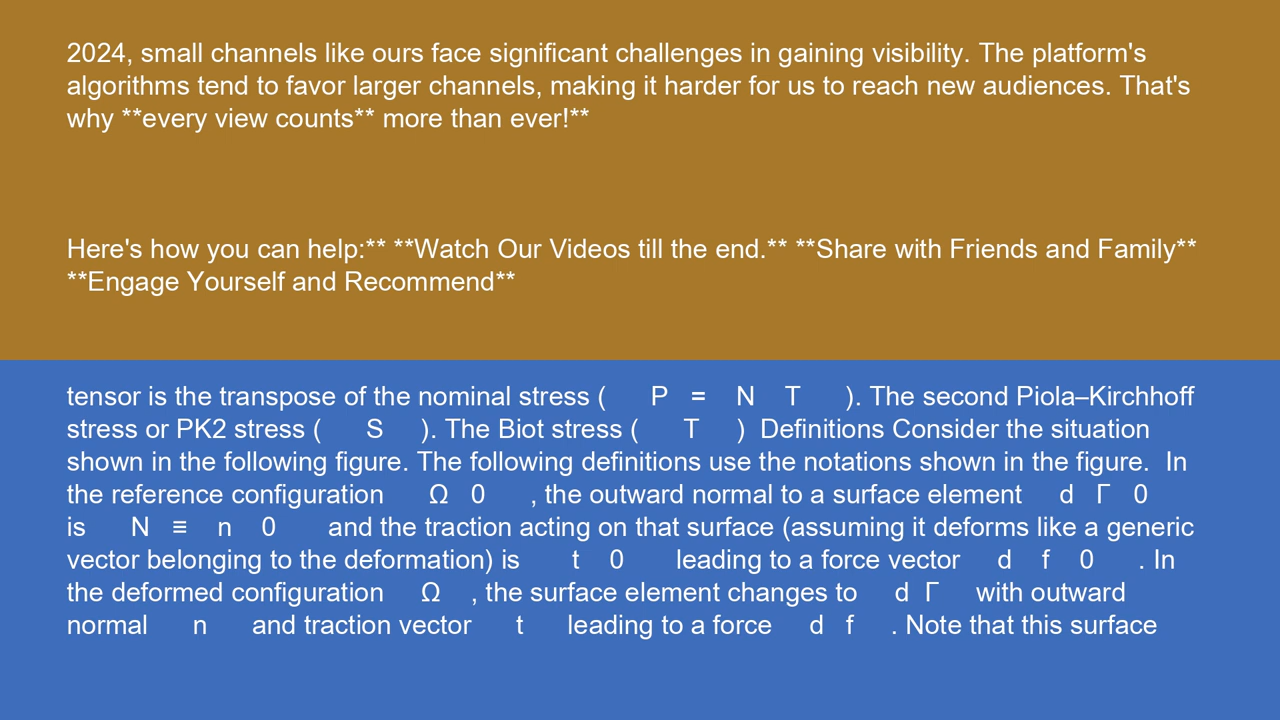 2024, small channels like ours face significant challenges in gaining visibility. The platform's
algorithms tend to favor larger channels, making it harder for us to reach new audiences. That's
why **every view counts** more than ever!**
Here's how you can help:** **Watch Our Videos till the end.** **Share with Friends and Family**
**Engage Yourself and Recommend**
tensor is the transpose of the nominal stress ( P = N T ). The second Piola–Kirchhoff
stress or PK2 stress ( S ). The Biot stress ( T ) Definitions Consider the situation
shown in the following figure. The following definitions use the notations shown in the figure. In
the reference configuration Ω 0 , the outward normal to a surface element d Γ 0
is N ≡ n 0 and the traction acting on that surface (assuming it deforms like a generic
vector belonging to the deformation) is t 0 leading to a force vector d f 0 . In
the deformed configuration Ω , the surface element changes to d Γ with outward
normal n and traction vector t leading to a force d f . Note that this surface